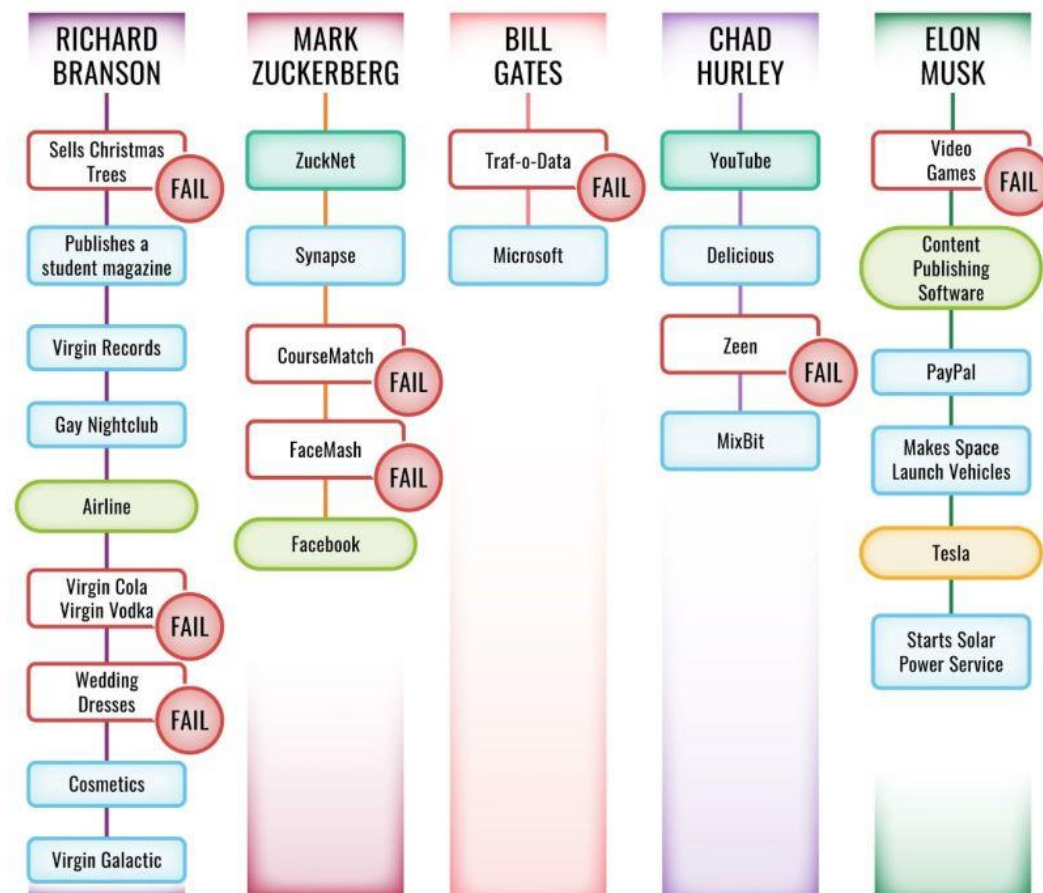 RICHARD
BRANSON
Sells Christmas
Trees
FAIL
Publishes a
student magazine
Virgin Records
Gay Nightclub
Airline
Virgin Cola
Virgin Vodka
FAIL
Wedding
Dresses
FAIL
Cosmetics
Virgin Galactic
MARK
ZUCKERBERG
ZuckNet
Synapse
CourseMatch
FAIL
FaceMash
FAIL
Facebook
BILL
GATES
Traf-o-Data
FAIL
Microsoft
CHAD
HURLEY
YouTube
Delicious
Zeen
FAIL
MixBit
ELON
MUSK
Video
Games
FAIL
Content
Publishing
Software
PayPal
Makes Space
Launch Vehicles
Tesla
Starts Solar
Power Service